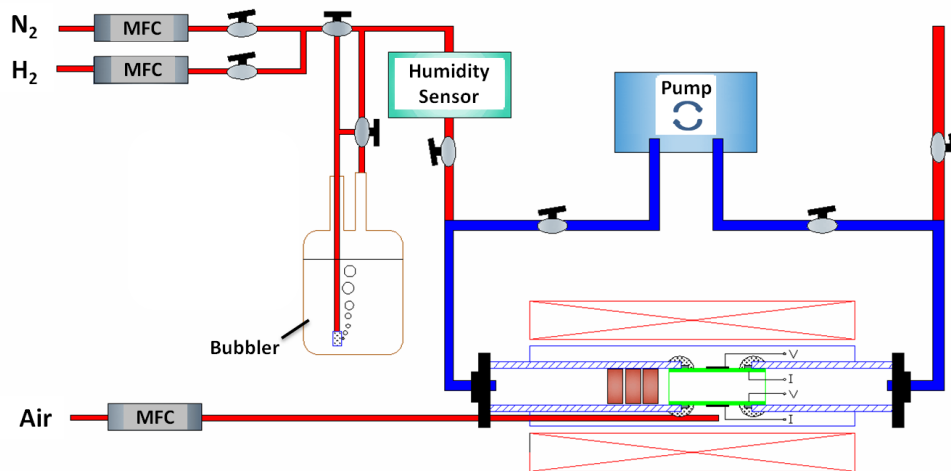 N₂
MFC
H₂
MFC
Humidity
Sensor
Pump
Bubbler
Air
MFC
V
I
V
I